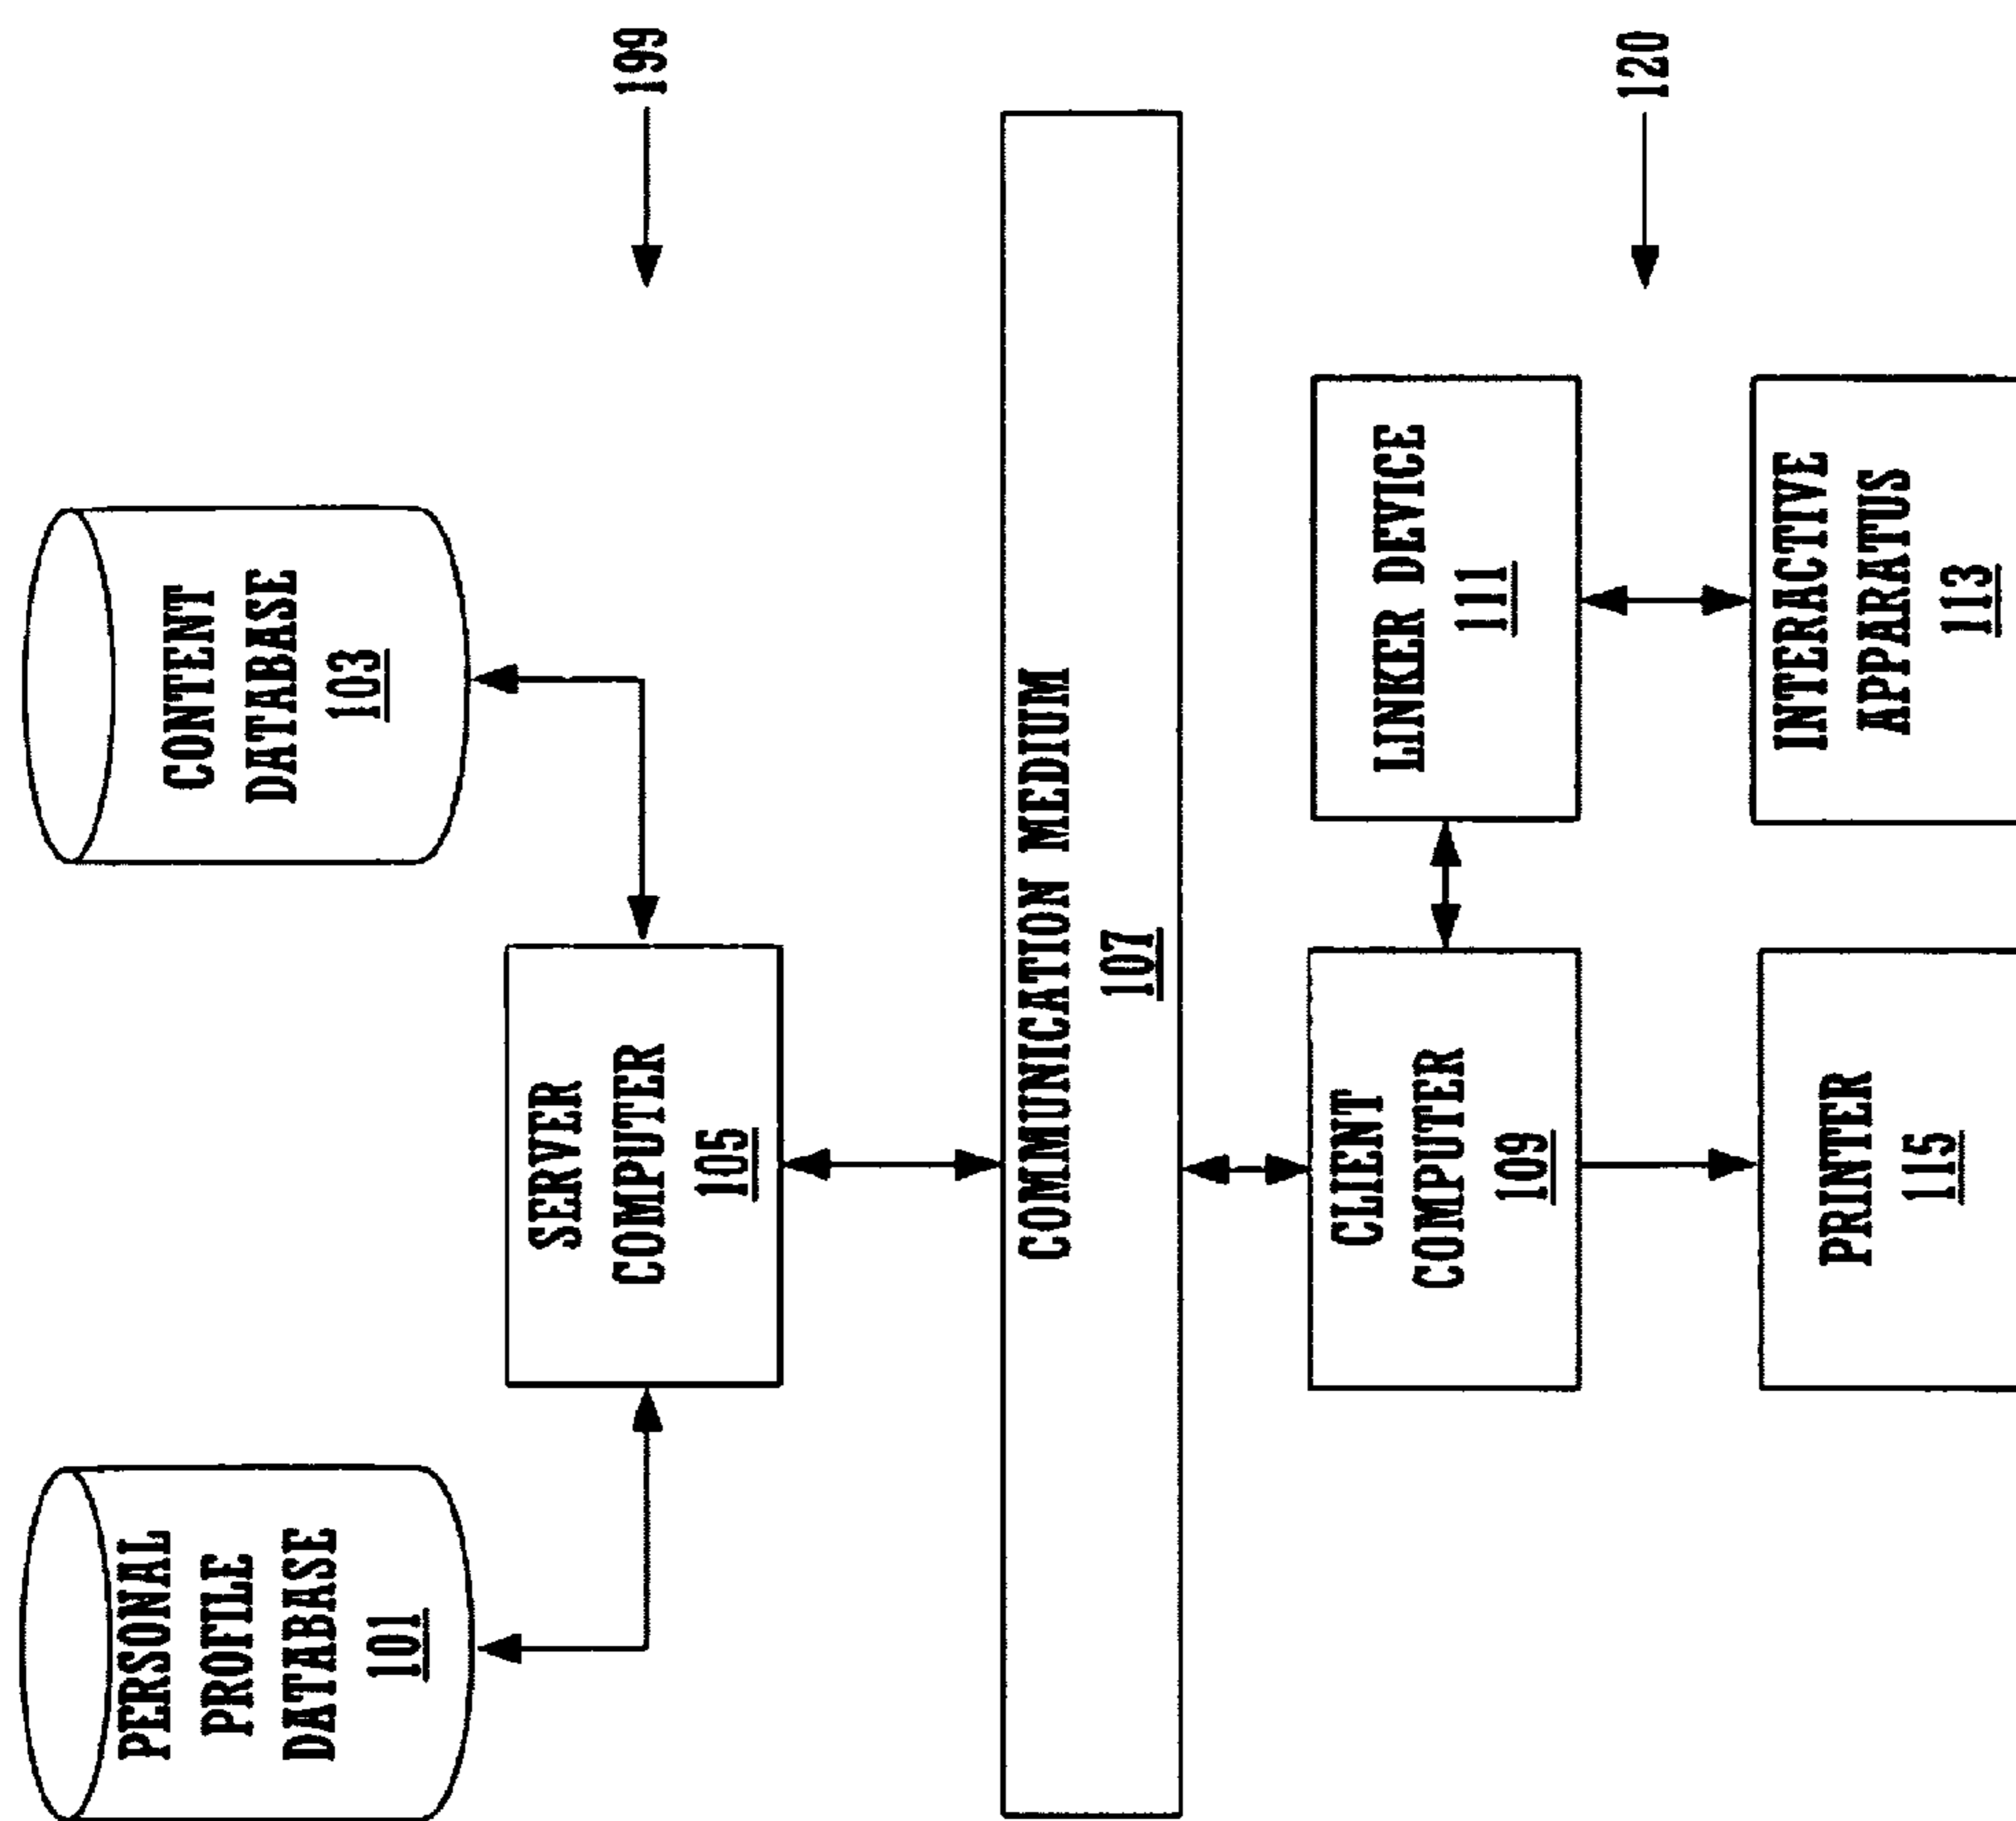 PERSONAL
PROFILE
DATABASE
101
CONTENT
DATABASE
103
199
SERVER
COMPUTER
105
COMMUNICATION MEDIUM
107
CLIENT
COMPUTER
109
LINKER DEVICE
111
120
PRINTER
115
INTERACTIVE
APPARATUS
113